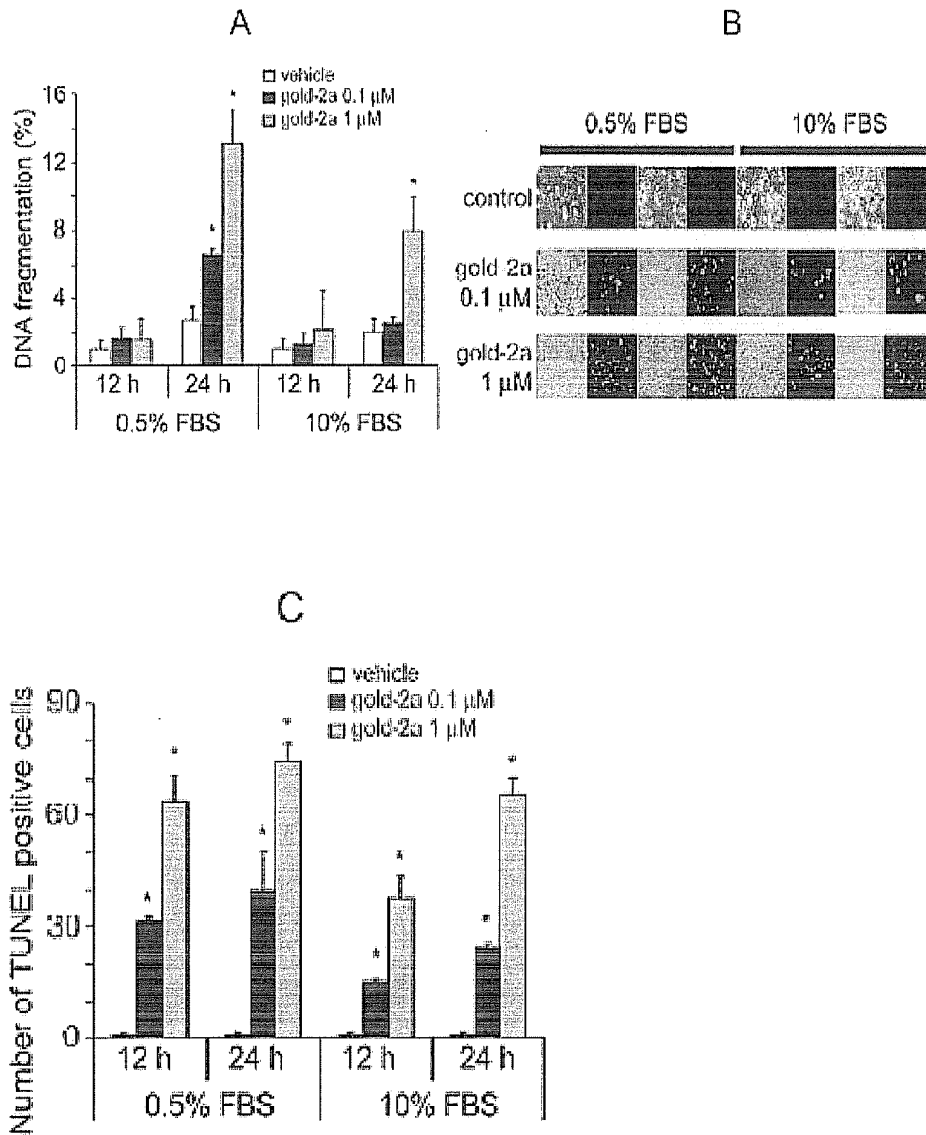 A
B
vehicle
gold-2a 0.1 µM
gold-2a 1 µM
DNA fragmentation (%)
16
12
8
4
0
12 h
24 h
12 h
24 h
0.5% FBS
10% FBS
0.5% FBS
10% FBS
control
gold-2a
0.1 µM
gold-2a
1 µM
C
vehicle
gold-2a 0.1 µM
gold-2a 1 µM
Number of TUNEL positive cells
90
60
30
0
12 h
24 h
12 h
24 h
0.5% FBS
10% FBS